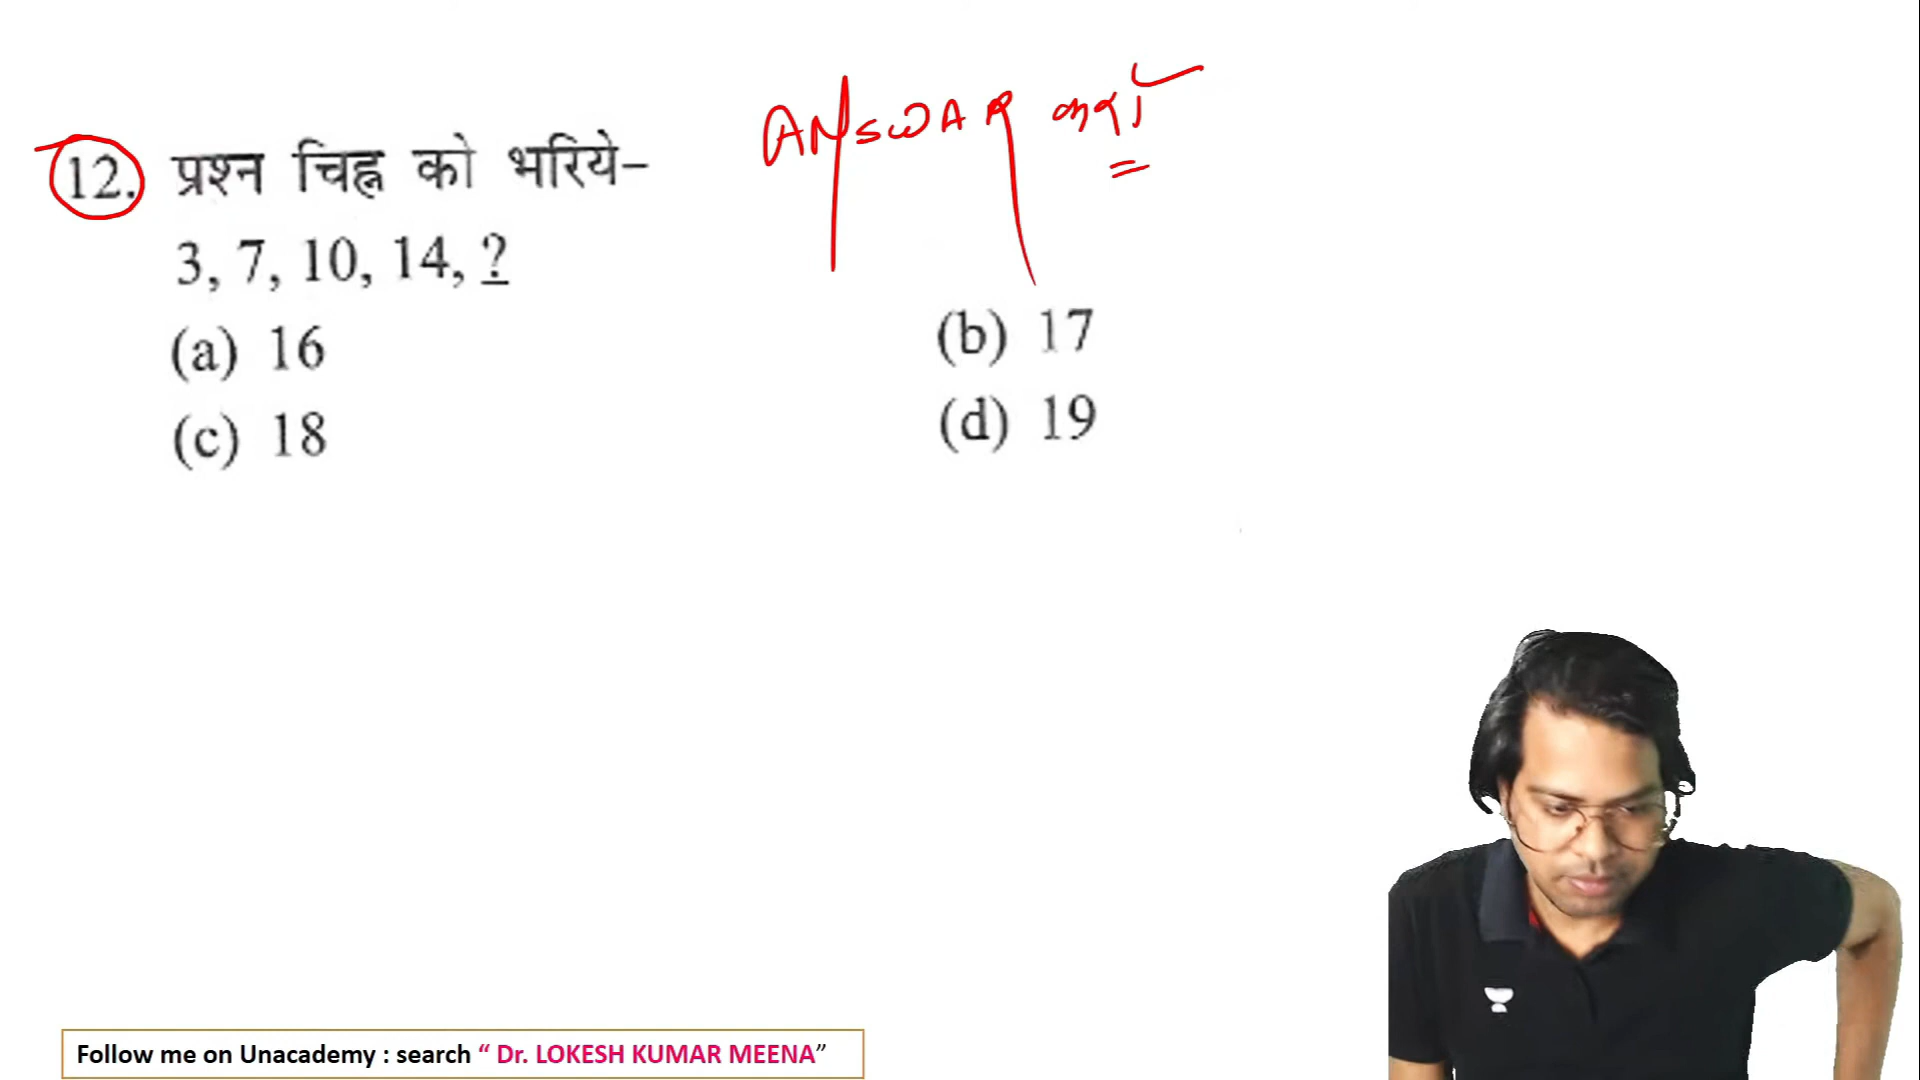 ANSWAR करो
12. प्रश्न चिह्न को भरिये–
3, 7, 10, 14, ?
(a) 16 (b) 17
(c) 18 (d) 19
Follow me on Unacademy : search “ Dr. LOKESH KUMAR MEENA”